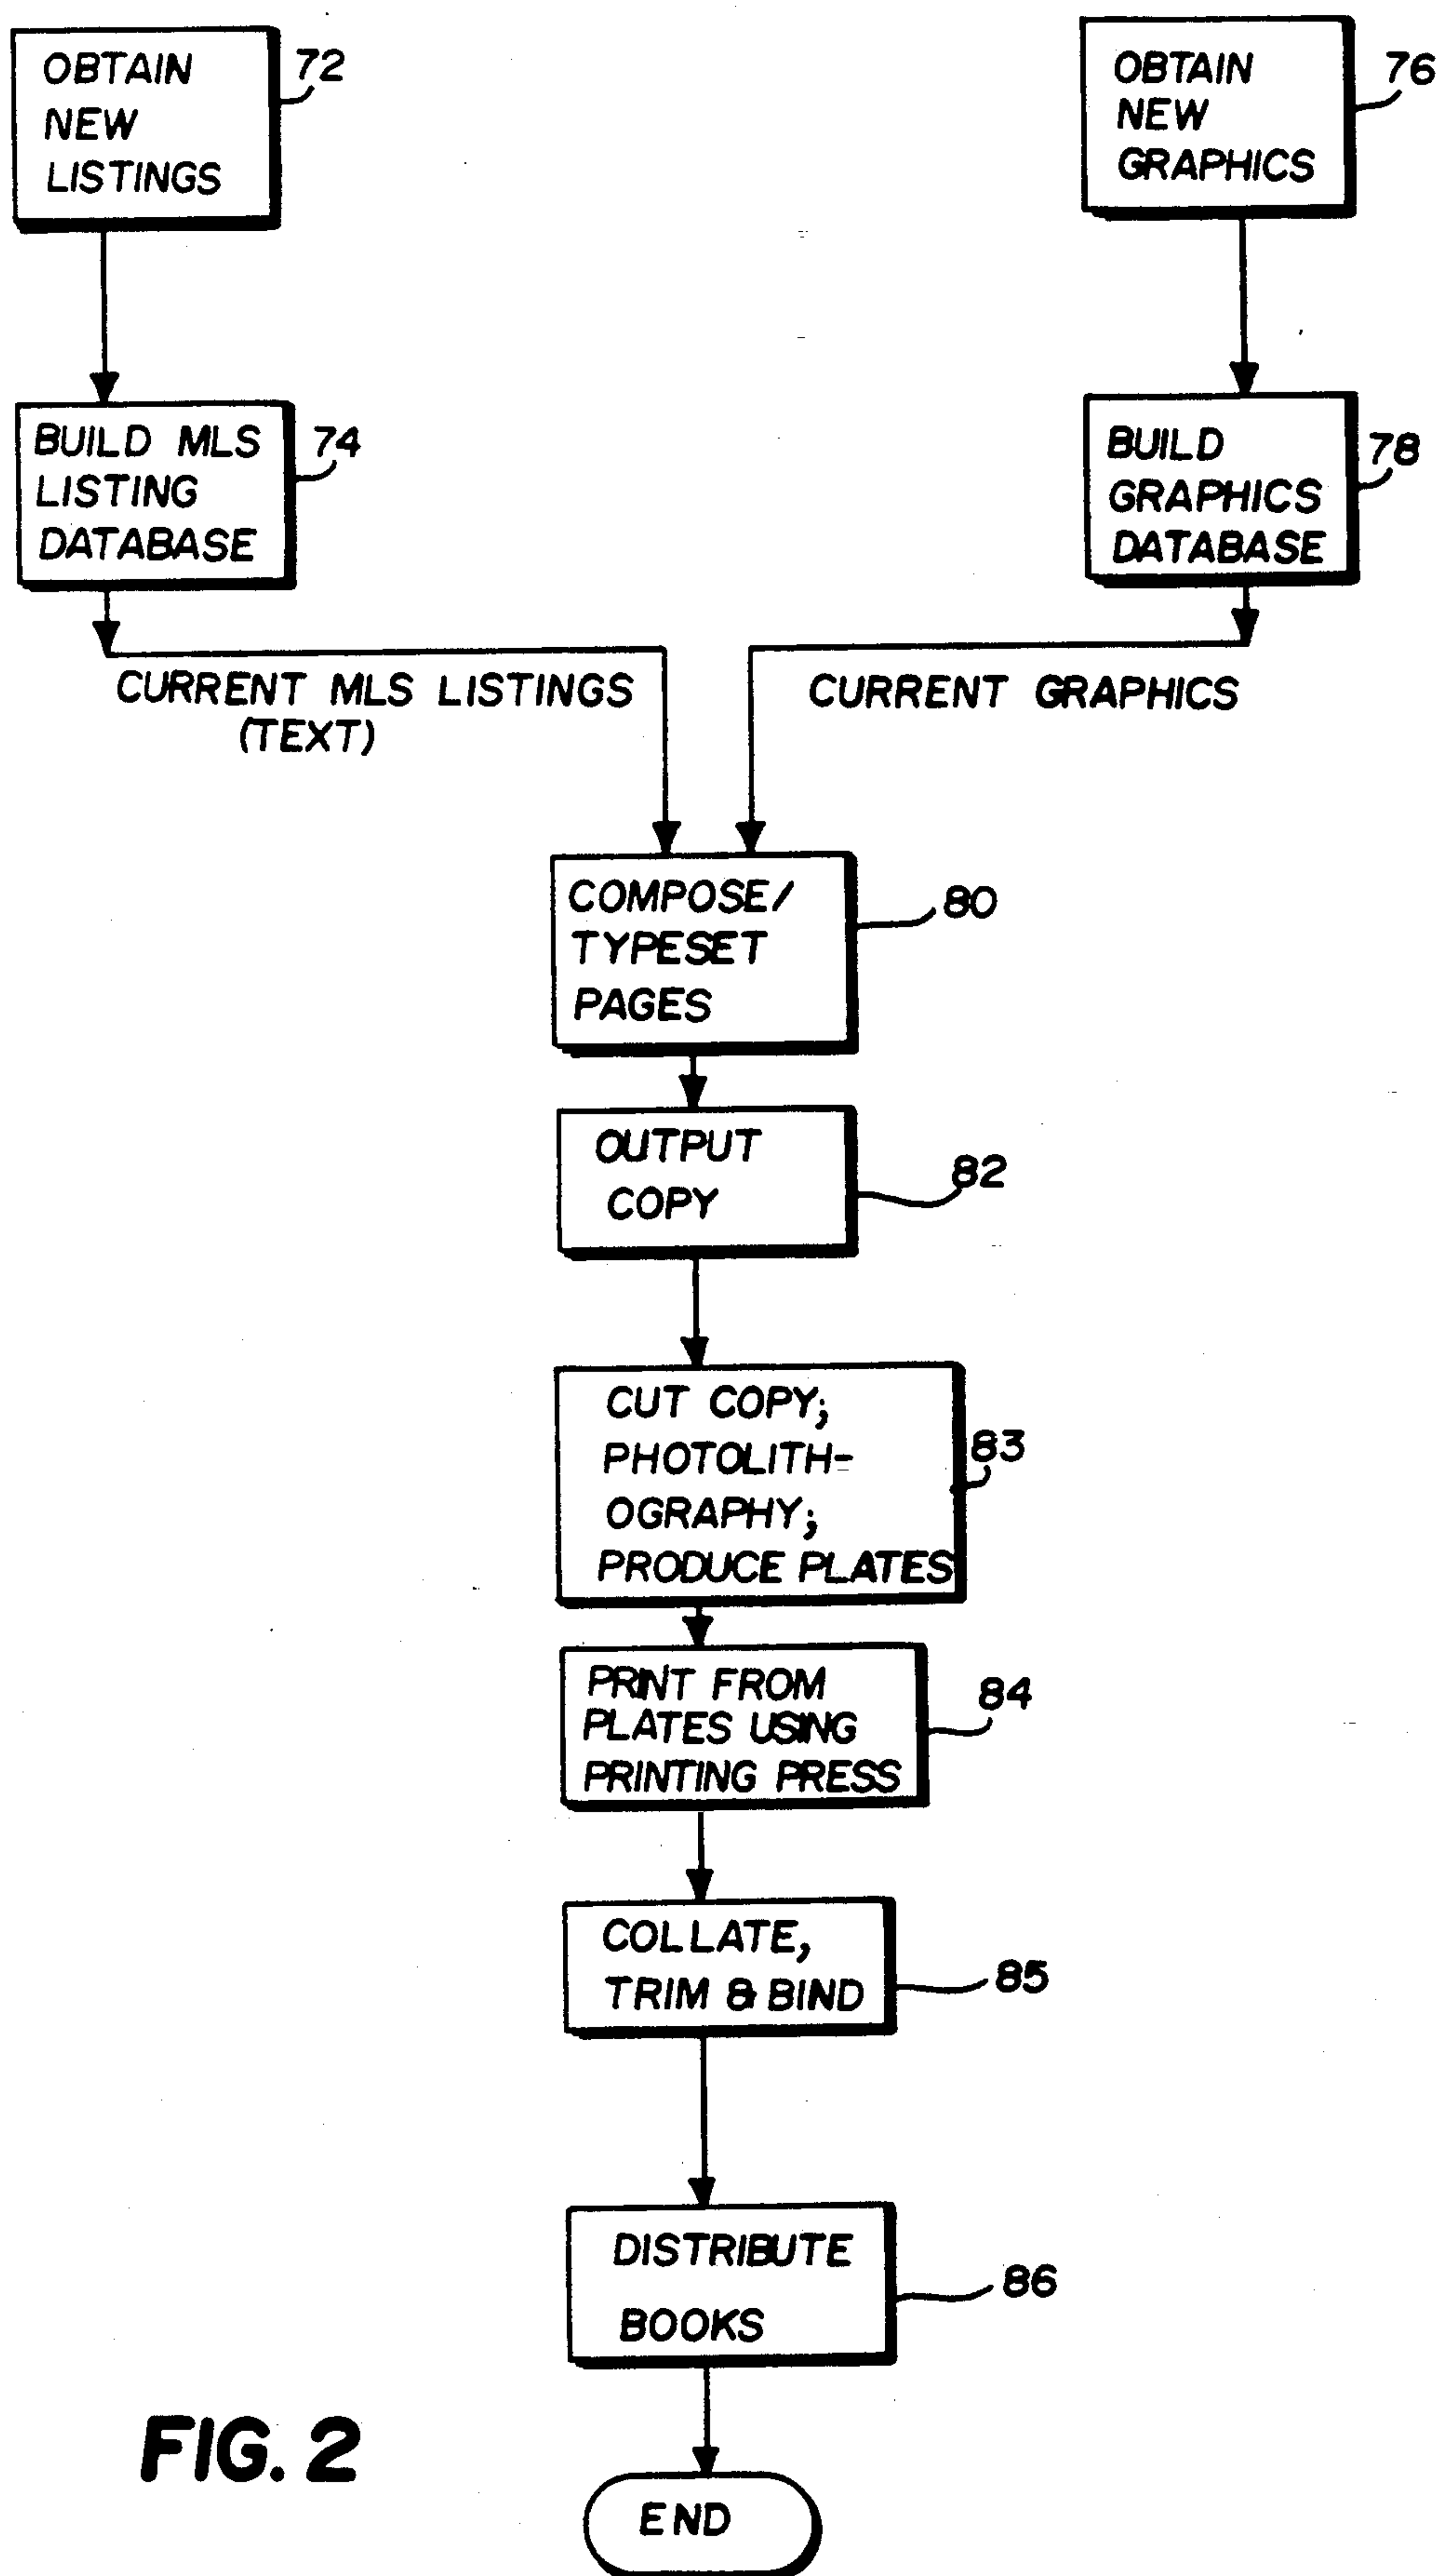 OBTAIN
NEW
LISTINGS
72
OBTAIN
NEW
GRAPHICS
76
BUILD MLS
LISTING
DATABASE
74
BUILD
GRAPHICS
DATABASE
78
CURRENT MLS LISTINGS
(TEXT)
CURRENT GRAPHICS
COMPOSE/
TYPESET
PAGES
80
OUTPUT
COPY
82
CUT COPY;
PHOTOLITH-
OGRAPHY;
PRODUCE PLATES
83
PRINT FROM
PLATES USING
PRINTING PRESS
84
COLLATE,
TRIM & BIND
85
DISTRIBUTE
BOOKS
86
END
FIG. 2